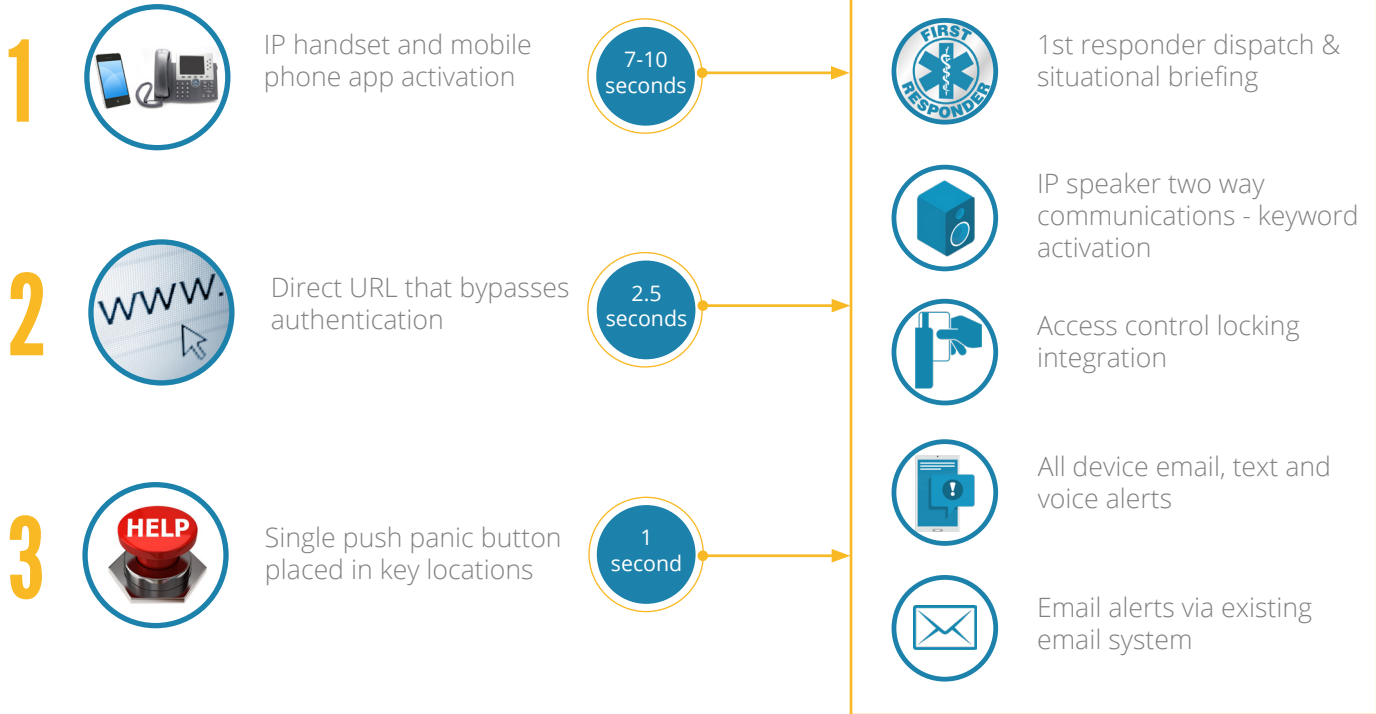 1
IP handset and mobile
phone app activation
7-10
seconds
2
www.
Direct URL that bypasses
authentication
2.5
seconds
3
HELP
Single push panic button
placed in key locations
1
second
FIRST
RESPONDER
1st responder dispatch &
situational briefing
IP speaker two way
communications - keyword
activation
Access control locking
integration
!
All device email, text and
voice alerts
Email alerts via existing
email system